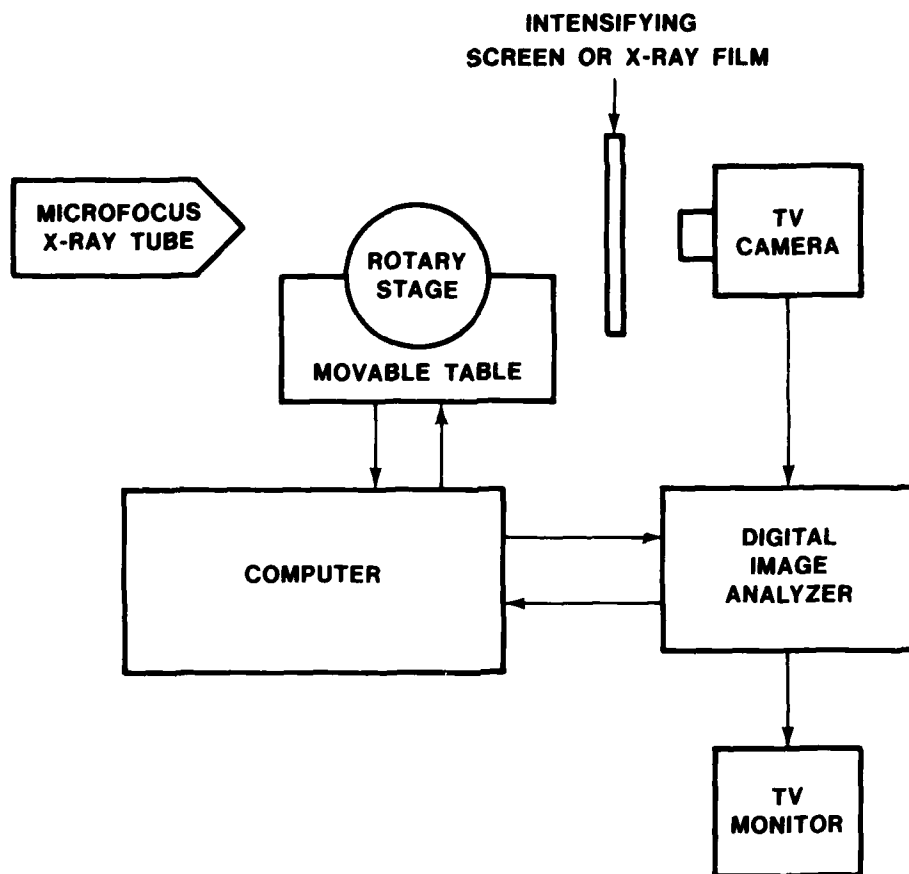 INTENSIFYING
SCREEN OR X-RAY FILM
MICROFOCUS
X-RAY TUBE
ROTARY
STAGE
MOVABLE TABLE
TV
CAMERA
COMPUTER
DIGITAL
IMAGE
ANALYZER
TV
MONITOR